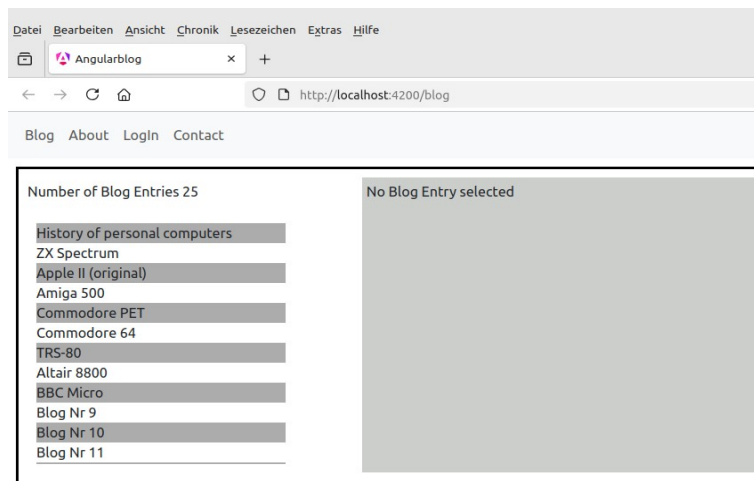 Datei Bearbeiten Ansicht Chronik Lesezeichen Extras Hilfe
Angularblog
http://localhost:4200/blog
Blog About LogIn Contact
Number of Blog Entries 25
No Blog Entry selected
History of personal computers
ZX Spectrum
Apple II (original)
Amiga 500
Commodore PET
Commodore 64
TRS-80
Altair 8800
BBC Micro
Blog Nr 9
Blog Nr 10
Blog Nr 11